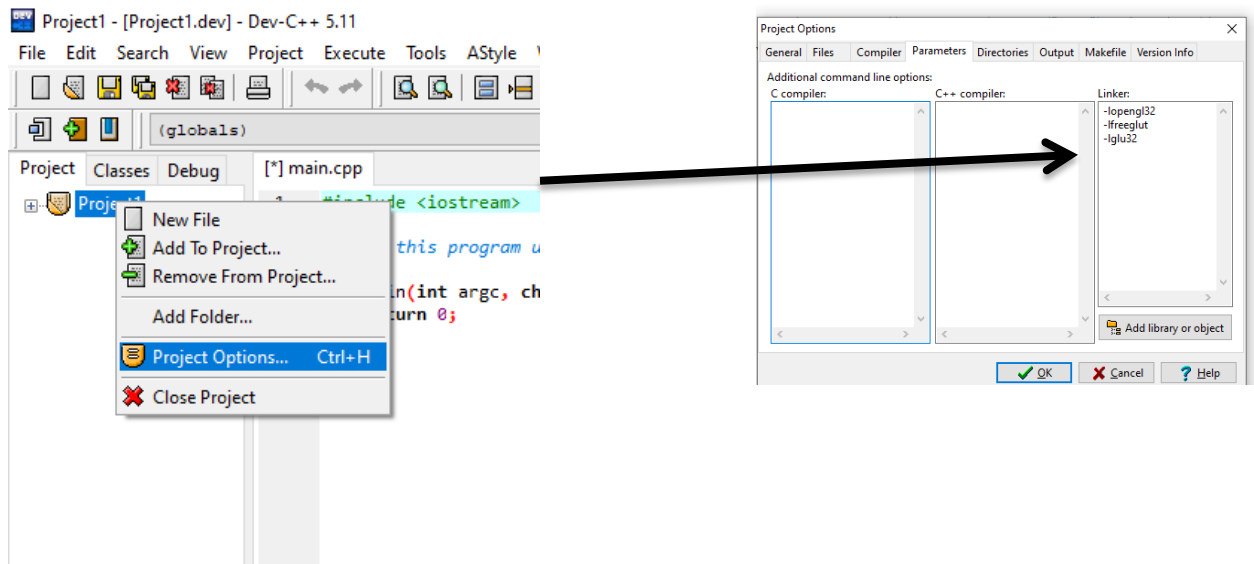 Project1 - [Project1.dev] - Dev-C++ 5.11
File Edit Search View Project Execute Tools AStyle
(globals)
Project Classes Debug
[*] main.cpp
1 #include <iostream>
this program u
in(int argc, ch
urn 0;
New File
Add To Project...
Remove From Project...
Add Folder...
Project Options... Ctrl+H
Close Project
Project Options
General Files Compiler Parameters Directories Output Makefile Version Info
Additional command line options:
C compiler: C++ compiler: Linker:
-lopengl32
-lfreeglut
-lglu32
Add library or object
OK Cancel Help